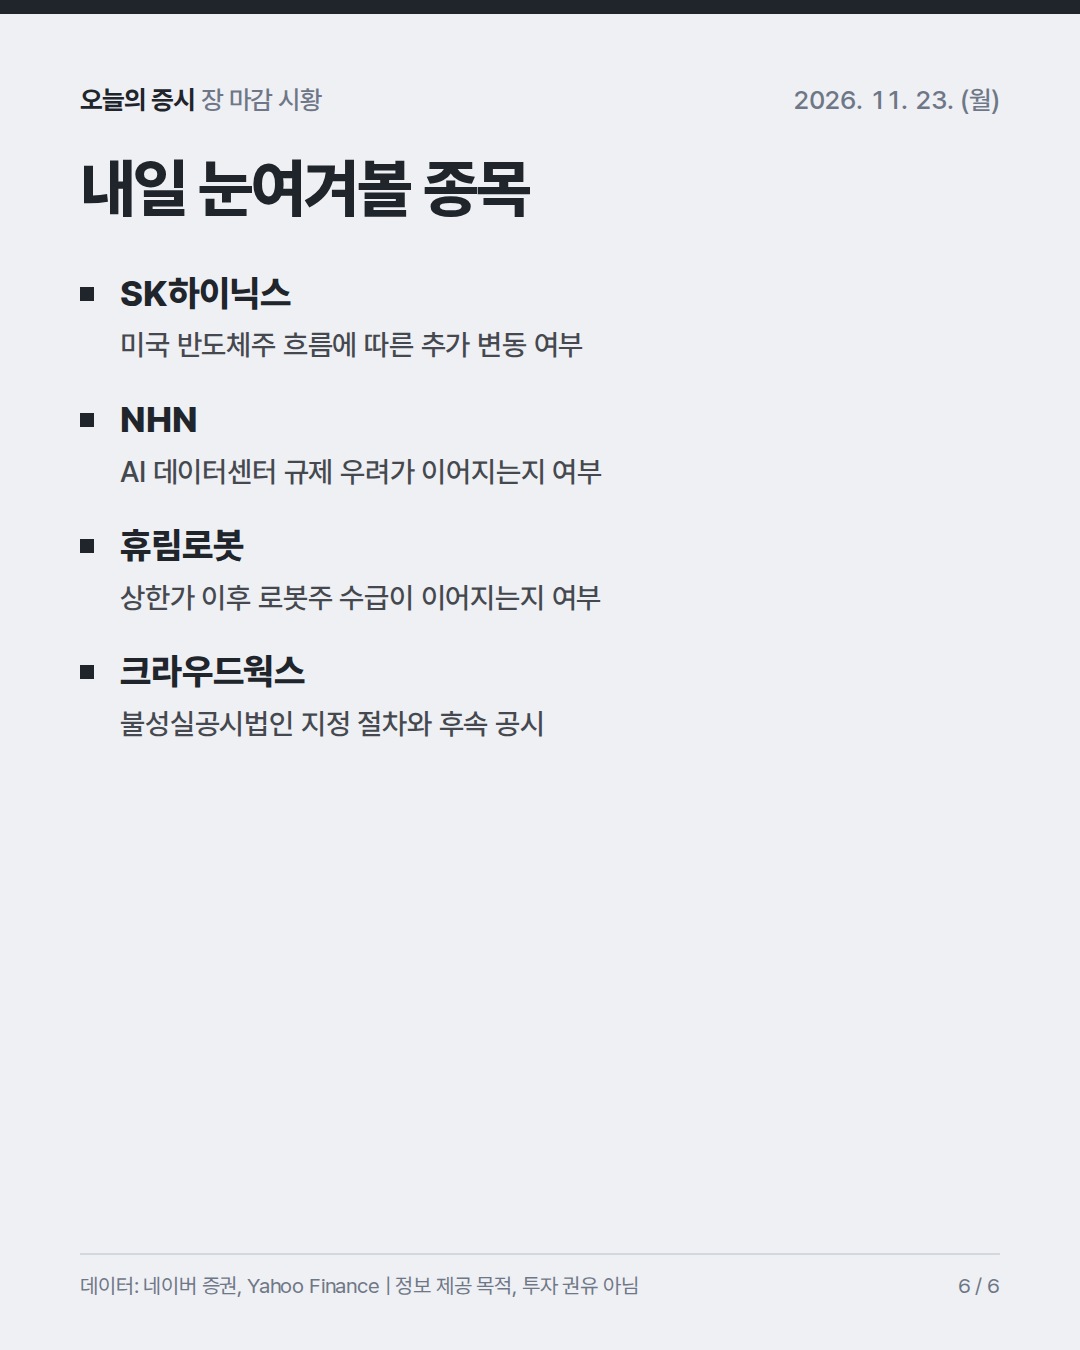 오늘의 증시 장 마감 시황
2026. 11. 23. (월)
내일 눈여겨볼 종목
SK하이닉스
미국 반도체주 흐름에 따른 추가 변동 여부
NHN
AI 데이터센터 규제 우려가 이어지는지 여부
휴림로봇
상한가 이후 로봇주 수급이 이어지는지 여부
크라우드웍스
불성실공시법인 지정 절차와 후속 공시
데이터: 네이버 증권, Yahoo Finance | 정보 제공 목적, 투자 권유 아님
6 / 6